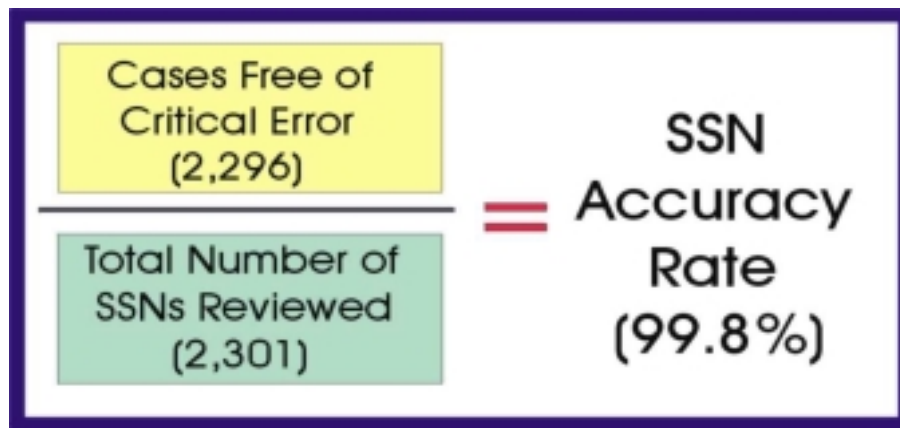 Cases Free of
Critical Error
(2,296)
Total Number of
SSNs Reviewed
(2,301)
=
SSN
Accuracy
Rate
(99.8%)